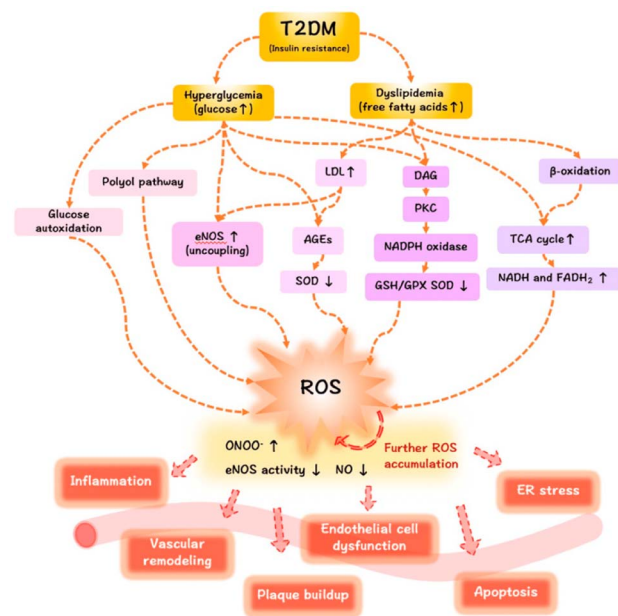 T2DM
(Insulin resistance)
Hyperglycemia
(glucose↑)
Dyslipidemia
(free fatty acids↑)
Polyol pathway
LDL↑
DAG
β-oxidation
Glucose
autoxidation
eNOS ↑
(uncoupling)
AGEs
PKC
NADPH oxidase
TCA cycle↑
SOD ↓
GSH/GPX SOD ↓
NADH and FADH₂ ↑
ROS
ONOO⁻ ↑
eNOS activity ↓ NO ↓
Further ROS
accumulation
Inflammation
ER stress
Vascular
remodeling
Endothelial cell
dysfunction
Plaque buildup
Apoptosis